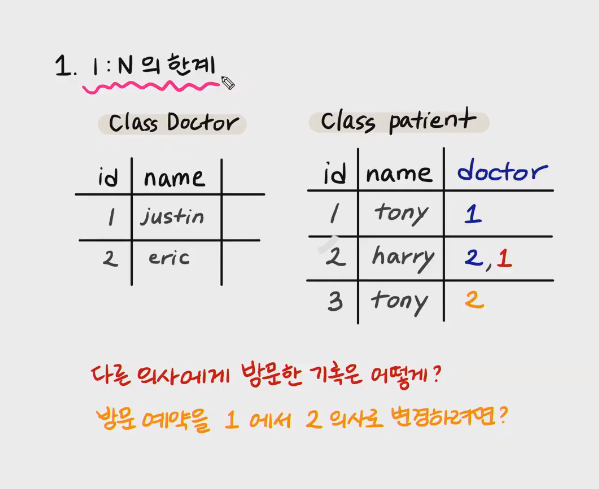 1. 1:N의 한계
Class Doctor
id name
1 justin
2 eric
Class patient
id name doctor
1 tony 1
2 harry 2,1
3 tony 2
다른 의사에게 방문한 기혹은 어떻게?
방문 예약을 1 에서 2 의사로 변경하려면?